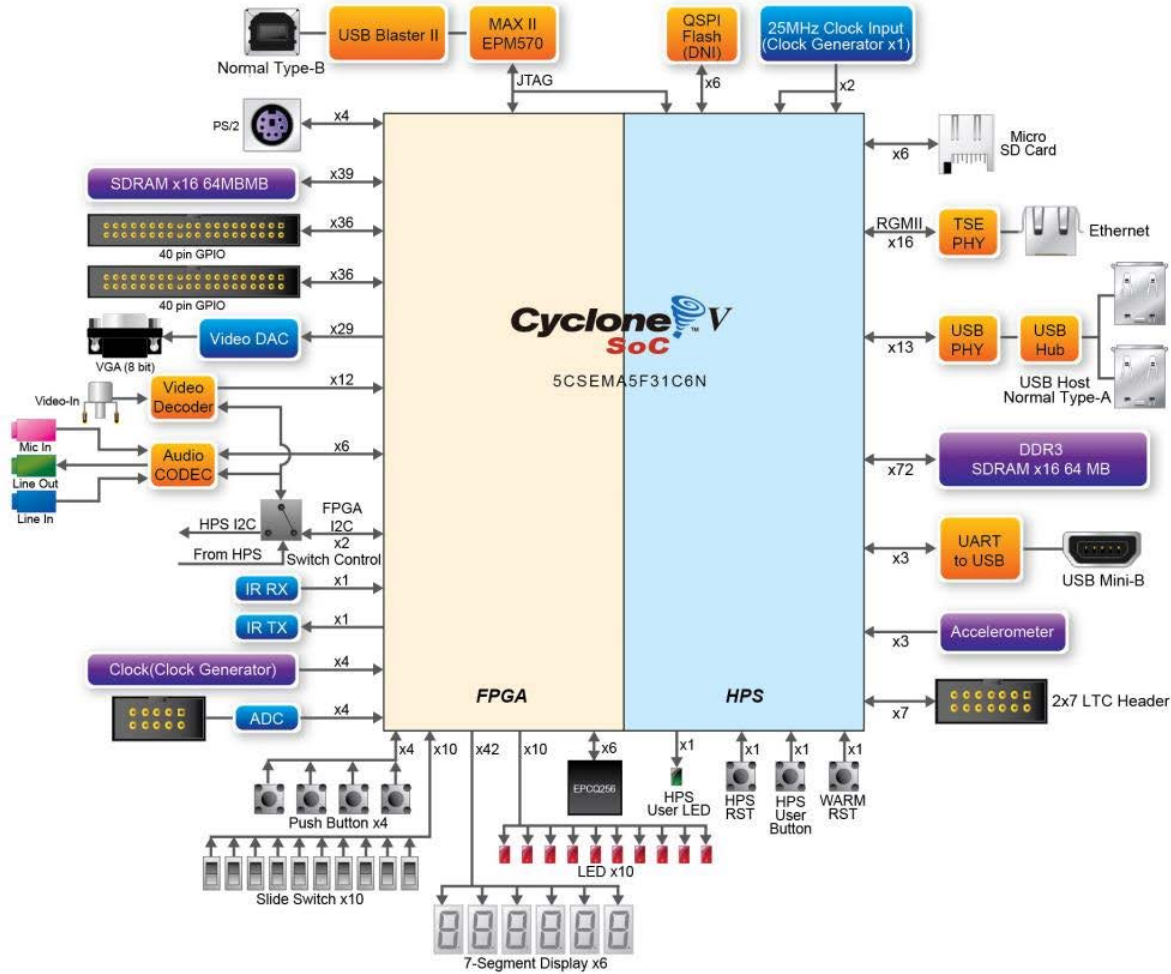 USB Blaster II
MAX II
EPM570
QSPI
Flash
(DNI)
25MHz Clock Input
(Clock Generator x1)
Normal Type-B
JTAG
x6
x2
PS/2
x4
x6
Micro
SD Card
SDRAM x16 64MBMB
x39
x36
40 pin GPIO
RGMII
x16
TSE
PHY
Ethernet
x36
40 pin GPIO
VGA (8 bit)
Video DAC
x29
Cyclone V
TM
SoC
5CSEMA5F31C6N
x13
USB
PHY
USB
Hub
USB Host
Normal Type-A
Video-In
Video
Decoder
x12
Mic In
Line Out
Line In
Audio
CODEC
x6
x72
DDR3
SDRAM x16 64 MB
HPS I2C
From HPS
FPGA
I2C
x2
Switch Control
x3
UART
to USB
USB Mini-B
IR RX
x1
IR TX
x1
x3
Accelerometer
Clock(Clock Generator)
x4
ADC
x4
FPGA
HPS
x7
2x7 LTC Header
x4
x10
x42
x10
x6
x1
x1
x1
x1
Push Button x4
EPCQ256
HPS
User LED
HPS
RST
HPS
User
Button
WARM
RST
Slide Switch x10
LED x10
7-Segment Display x6